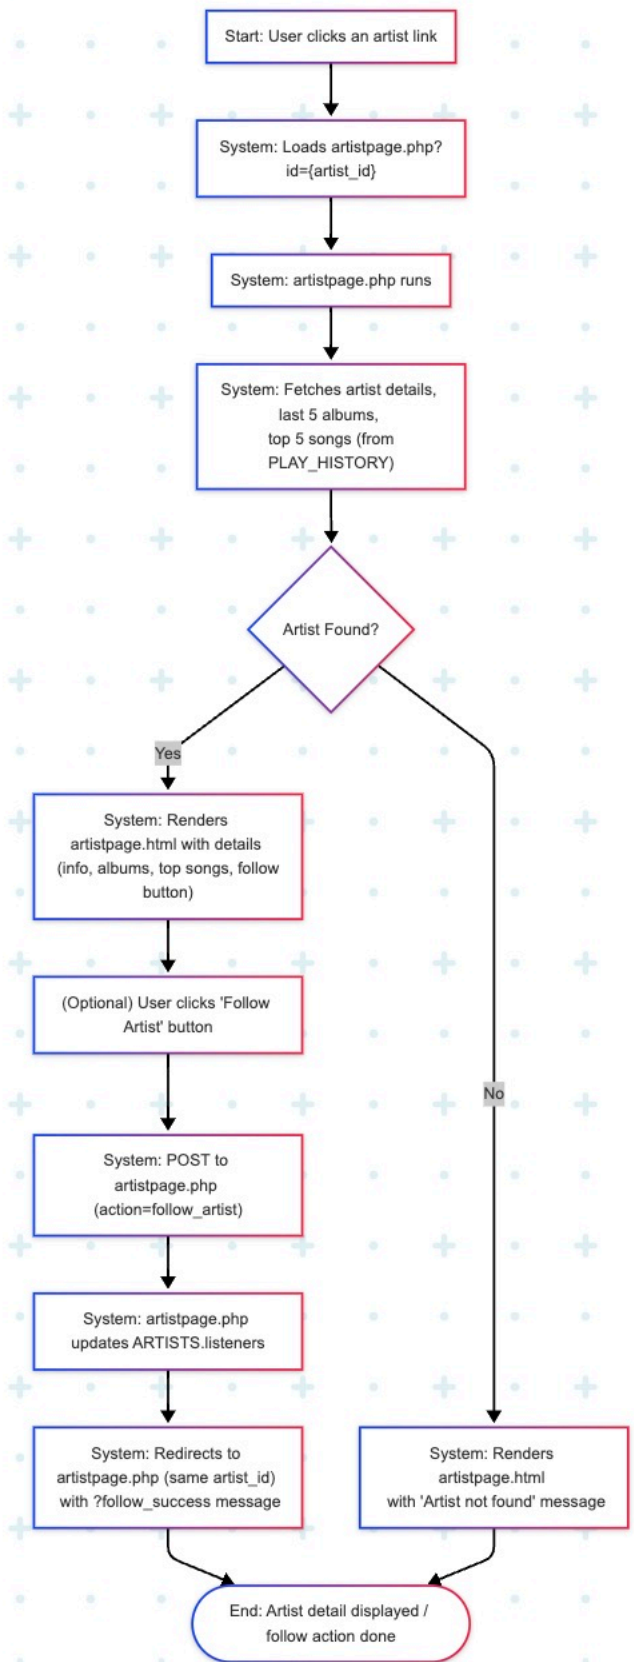 Start: User clicks an artist link
System: Loads artistpage.php?
id={artist_id}
System: artistpage.php runs
System: Fetches artist details,
last 5 albums,
top 5 songs (from
PLAY_HISTORY)
Artist Found?
Yes
System: Renders
artistpage.html with details
(info, albums, top songs, follow
button)
(Optional) User clicks 'Follow
Artist' button
No
System: POST to
artistpage.php
(action=follow_artist)
System: artistpage.php
updates ARTISTS.listeners
System: Redirects to
artistpage.php (same artist_id)
with ?follow_success message
System: Renders
artistpage.html
with 'Artist not found' message
End: Artist detail displayed /
follow action done